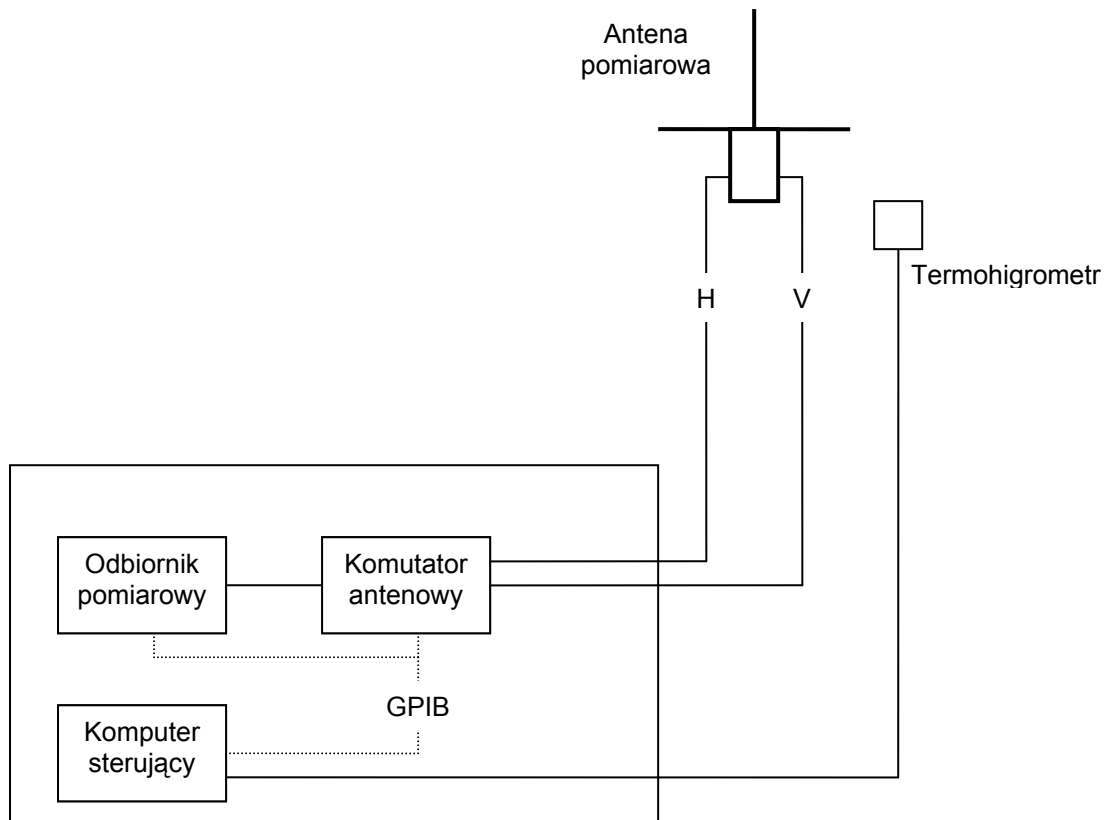 Antena
pomiarowa
Termohigrometr
H
V
Odbiornik
pomiarowy
Komutator
antenowy
GPIB
Komputer
sterujący